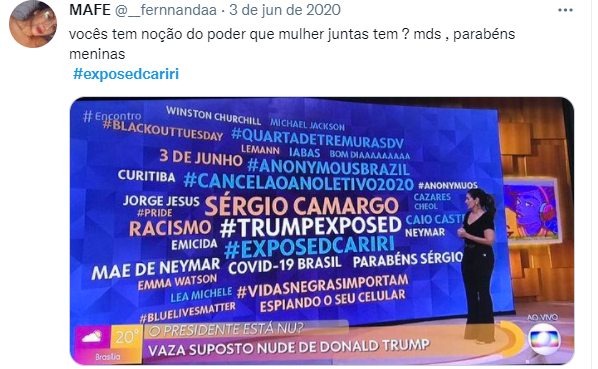 MAFE @__fernnandaa · 3 de jun de 2020
vocês tem noção do poder que mulher juntas tem ? mds , parabéns
meninas
#exposedcariri
#Encontro
WINSTON CHURCHILL MICHAEL JACKSON
#BLACKOUTTUESDAY #QUARTADETREMURASDV
LEMANN IABAS BOM DIAAAAAAAAA
3 DE JUNHO #ANONYMOUSBRAZIL
CURITIBA #CANCELAOANOLETIVO2020 #ANONYMUOS
JORGE JESUS SÉRGIO CAMARGO CAZARES
#PRIDE CHEOL
RACISMO #TRUMPEXPOSED CAIO CAST
EMICIDA #EXPOSEDCARIRI NEYMAR
MAE DE NEYMAR COVID-19 BRASIL PARABÉNS SÉRGIO
EMMA WATSON
LEA MICHELE #VIDASNEGRASIMPORTAM
#BLUELIVESMATTER ESPIANDO O SEU CELULAR
AO VIVO
20°
Brasília
O PRESIDENTE ESTÁ NU?
VAZA SUPOSTO NUDE DE DONALD TRUMP